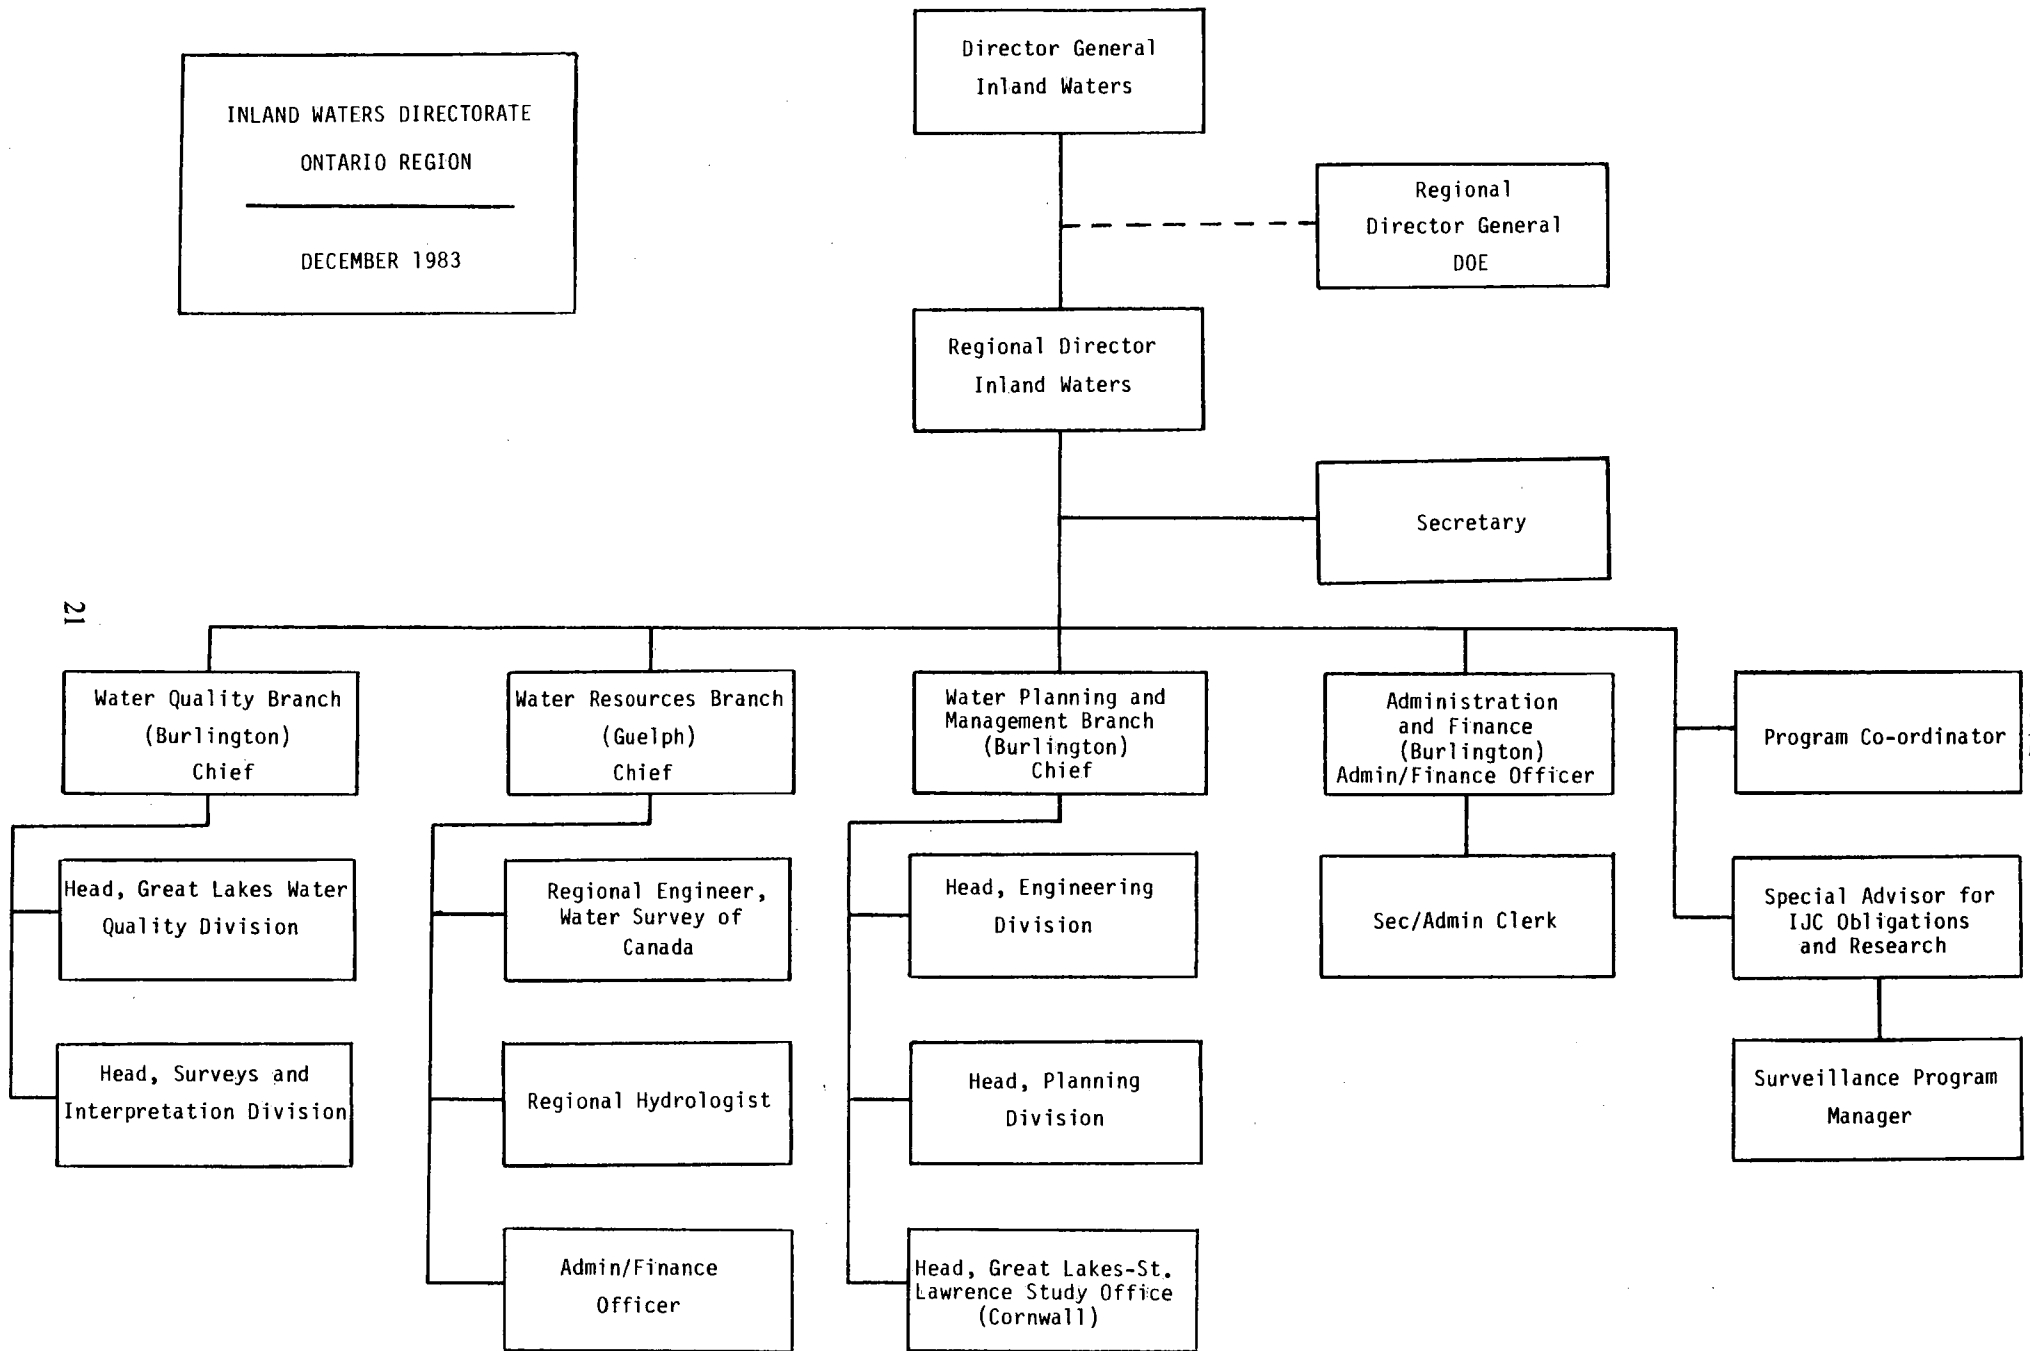 INLAND WATERS DIRECTORATE
ONTARIO REGION
DECEMBER 1983
Director General
Inland Waters
Regional
Director General
DOE
Regional Director
Inland Waters
Secretary
21
Water Quality Branch
(Burlington)
Chief
Water Resources Branch
(Guelph)
Chief
Water Planning and
Management Branch
(Burlington)
Chief
Administration
and Finance
(Burlington)
Admin/Finance Officer
Program Co-ordinator
Head, Great Lakes Water
Quality Division
Regional Engineer,
Water Survey of
Canada
Head, Engineering
Division
Sec/Admin Clerk
Special Advisor for
IJC Obligations
and Research
Head, Surveys and
Interpretation Division
Regional Hydrologist
Head, Planning
Division
Surveillance Program
Manager
Admin/Finance
Officer
Head, Great Lakes-St.
Lawrence Study Office
(Cornwall)